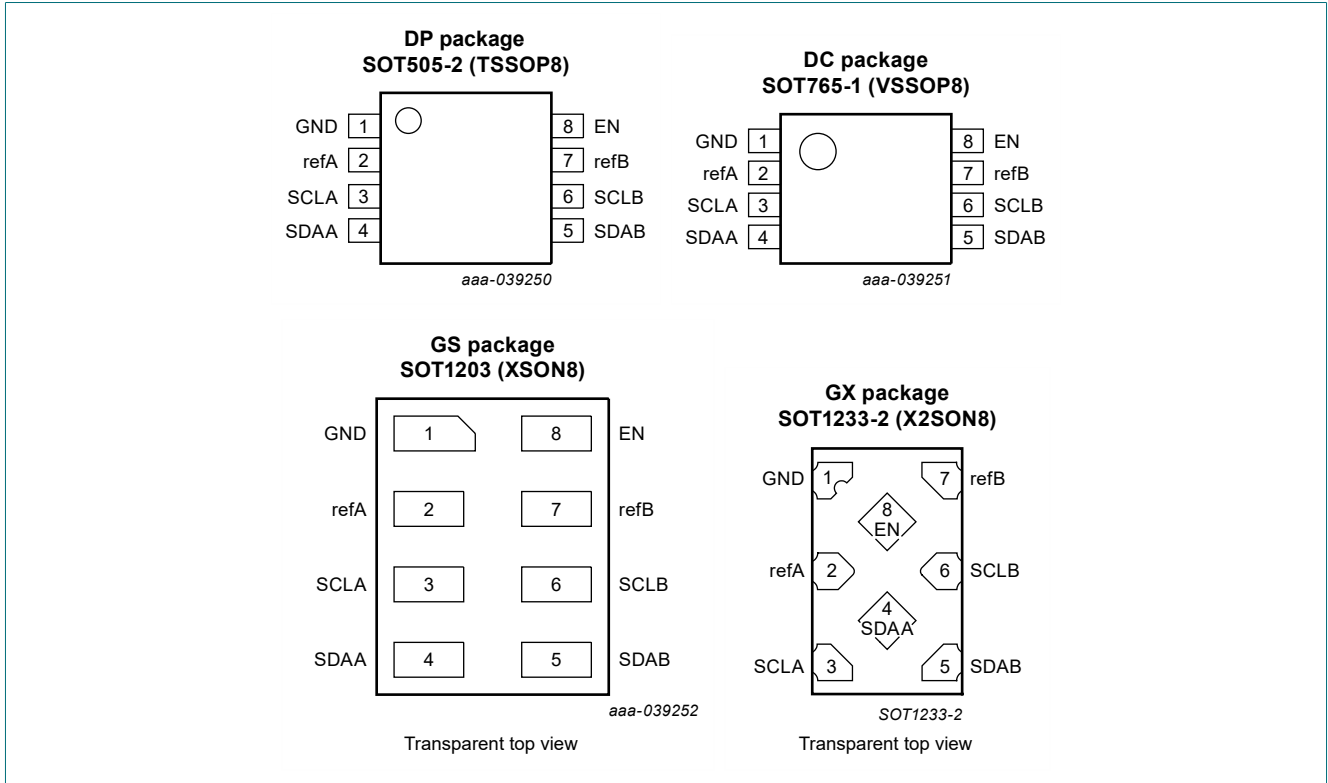 DP package
SOT505-2 (TSSOP8)
GND 1 8 EN
refA 2 7 refB
SCLA 3 6 SCLB
SDAA 4 5 SDAB
aaa-039250
DC package
SOT765-1 (VSSOP8)
GND 1 8 EN
refA 2 7 refB
SCLA 3 6 SCLB
SDAA 4 5 SDAB
aaa-039251
GS package
SOT1203 (XSON8)
GND 1 8 EN
refA 2 7 refB
SCLA 3 6 SCLB
SDAA 4 5 SDAB
aaa-039252
Transparent top view
GX package
SOT1233-2 (X2SON8)
GND 1 7 refB
8
EN
refA 2 6 SCLB
4
SDAA
SCLA 3 5 SDAB
SOT1233-2
Transparent top view